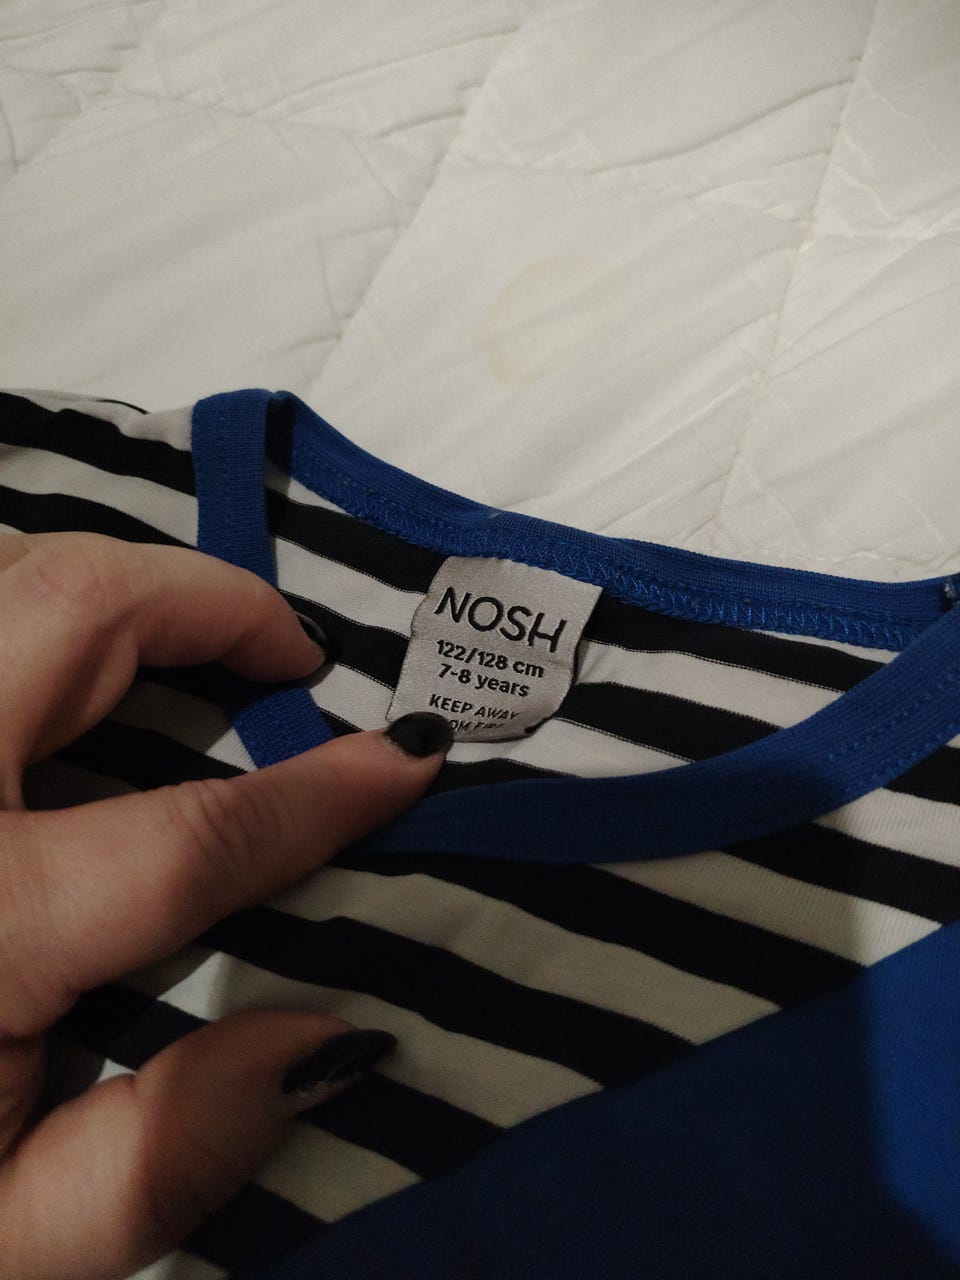 NOSH
122/128 cm
7-8 years
KEEP AWAY